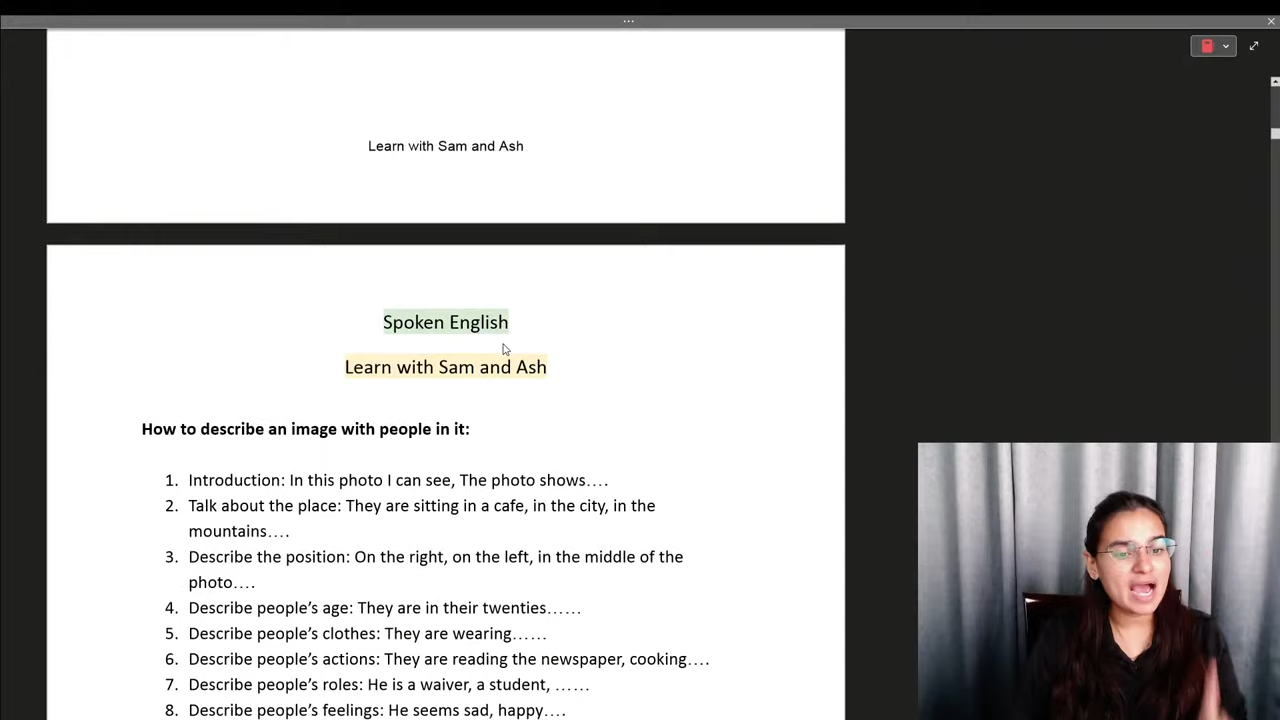 Learn with Sam and Ash
Spoken English
Learn with Sam and Ash
How to describe an image with people in it:
1. Introduction: In this photo I can see, The photo shows….
2. Talk about the place: They are sitting in a cafe, in the city, in the
mountains….
3. Describe the position: On the right, on the left, in the middle of the
photo….
4. Describe people’s age: They are in their twenties……
5. Describe people’s clothes: They are wearing……
6. Describe people’s actions: They are reading the newspaper, cooking….
7. Describe people’s roles: He is a waiver, a student, ……
8. Describe people’s feelings: He seems sad, happy….